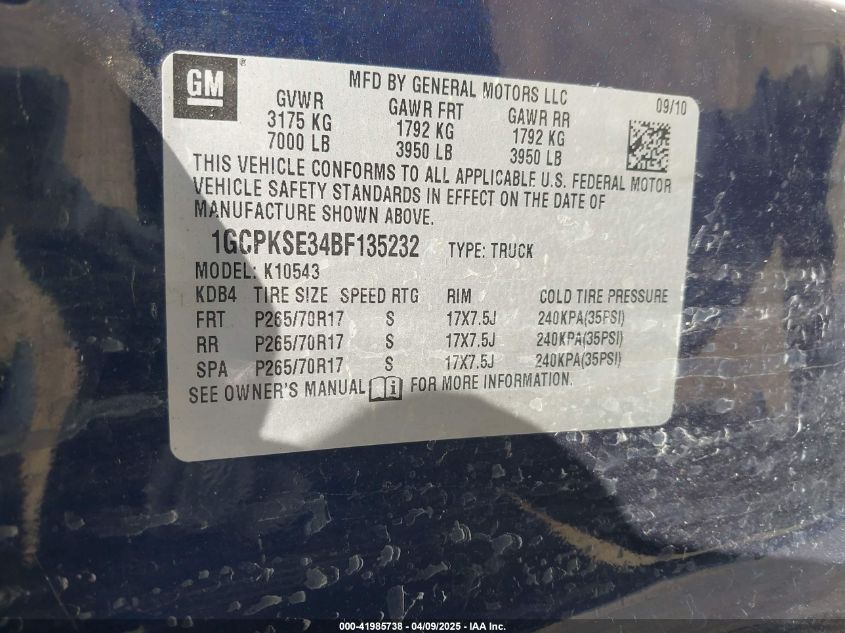 GM
MFD BY GENERAL MOTORS LLC
09/10
GVWR GAWR FRT GAWR RR
3175 KG 1792 KG 1792 KG
7000 LB 3950 LB 3950 LB
THIS VEHICLE CONFORMS TO ALL APPLICABLE U.S. FEDERAL MOTOR
VEHICLE SAFETY STANDARDS IN EFFECT ON THE DATE OF
MANUFACTURE SHOWN ABOVE.
1GCPKSE34BF135232 TYPE: TRUCK
MODEL: K10543
KDB4 TIRE SIZE SPEED RTG RIM COLD TIRE PRESSURE
FRT P265/70R17 S 17X7.5J 240KPA(35PSI)
RR P265/70R17 S 17X7.5J 240KPA(35PSI)
SPA P265/70R17 S 17X7.5J 240KPA(35PSI)
SEE OWNER'S MANUAL FOR MORE INFORMATION.
000-41985738 - 04/09/2025 - IAA Inc.